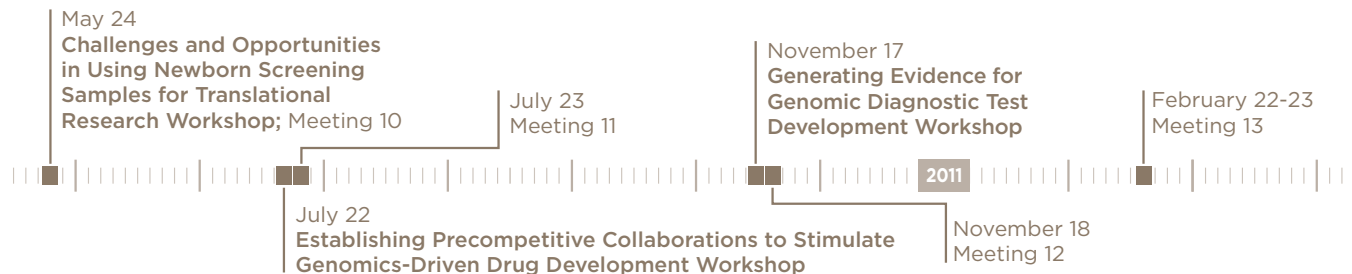 May 24
Challenges and Opportunities
in Using Newborn Screening
Samples for Translational
Research Workshop; Meeting 10
July 23
Meeting 11
November 17
Generating Evidence for
Genomic Diagnostic Test
Development Workshop
February 22-23
Meeting 13
2011
July 22
Establishing Precompetitive Collaborations to Stimulate
Genomics-Driven Drug Development Workshop
November 18
Meeting 12